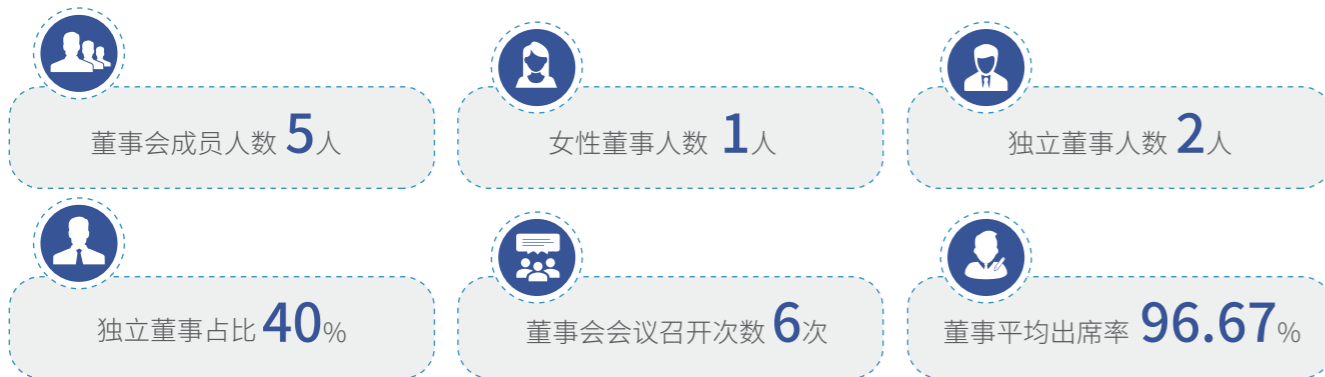 董事会成员人数 5人
女性董事人数 1人
独立董事人数 2人
独立董事占比 40%
董事会会议召开次数 6次
董事平均出席率 96.67%